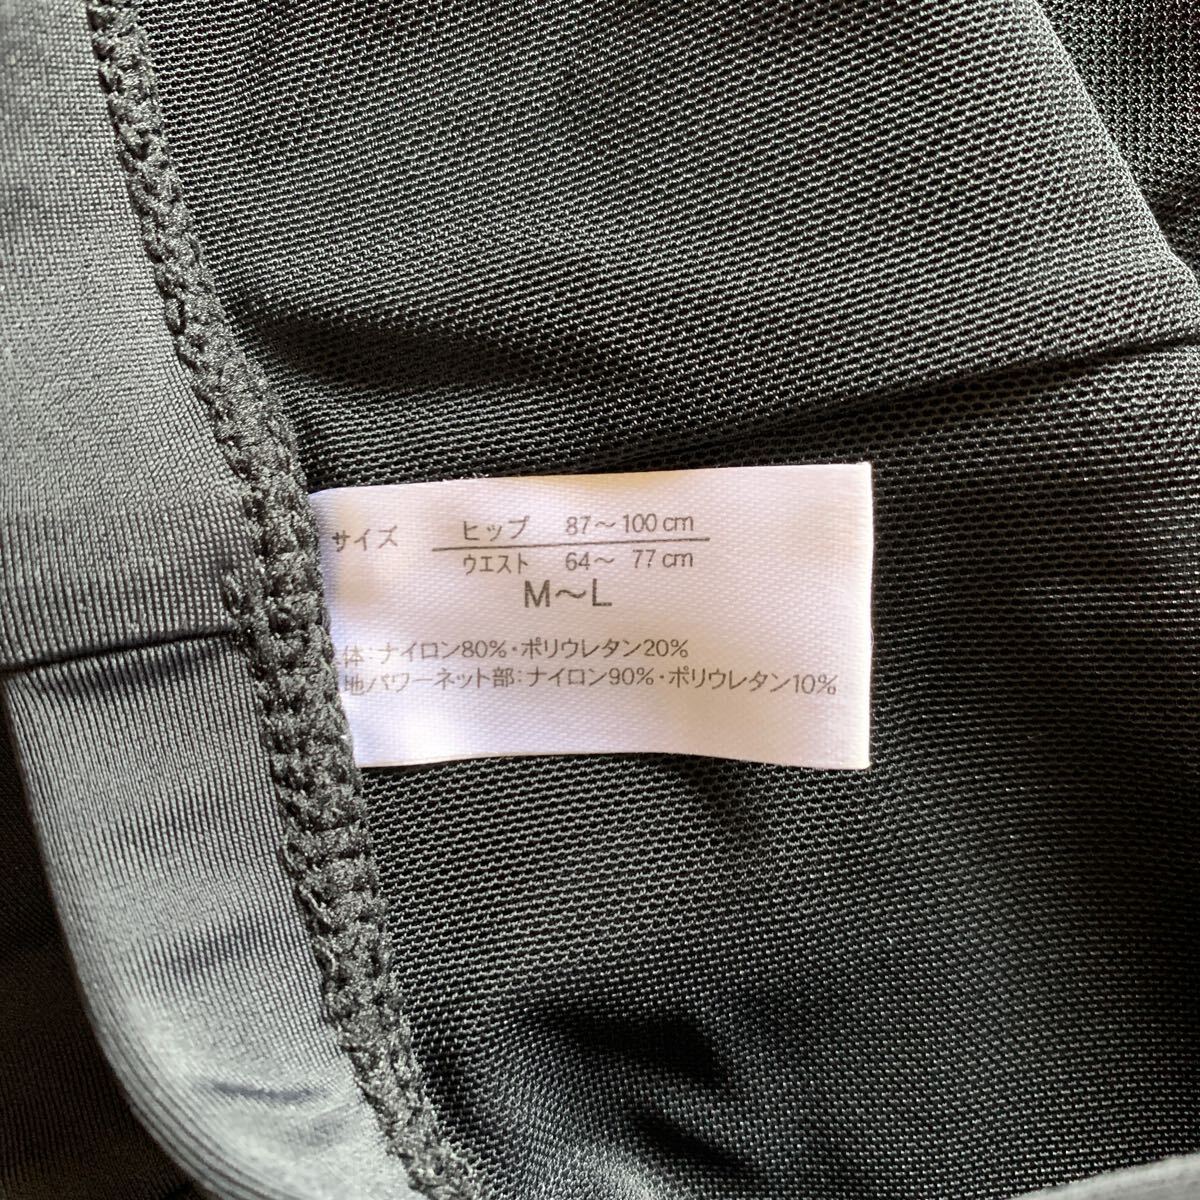 サイズ ヒップ 87～100cm
ウエスト 64～ 77cm
M～L
体：ナイロン80%・ポリウレタン20%
地パワーネット部：ナイロン90%・ポリウレタン10%